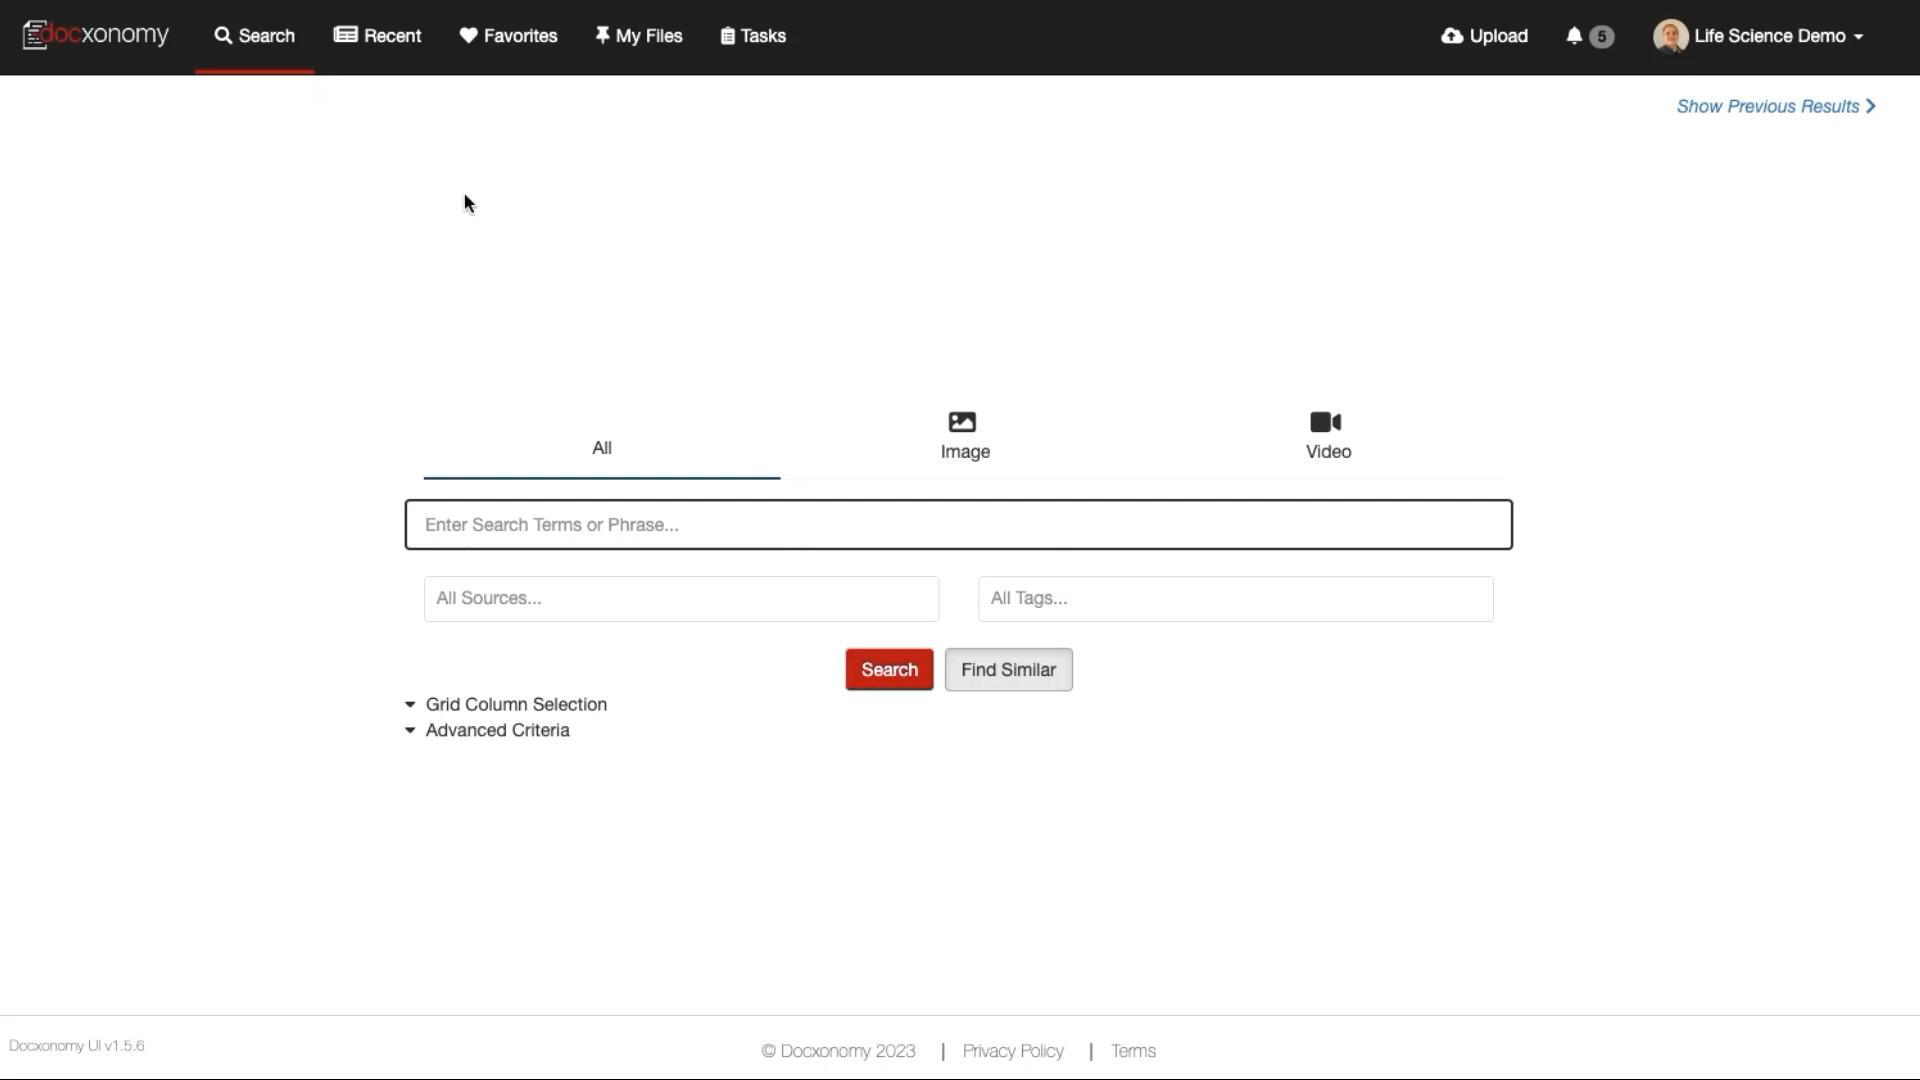 docxonomy Search Recent Favorites My Files Tasks Upload 5 Life Science Demo
Show Previous Results
All Image Video
Enter Search Terms or Phrase...
All Sources... All Tags...
Search Find Similar
Grid Column Selection
Advanced Criteria
Docxonomy UI v1.5.6
© Docxonomy 2023 | Privacy Policy | Terms